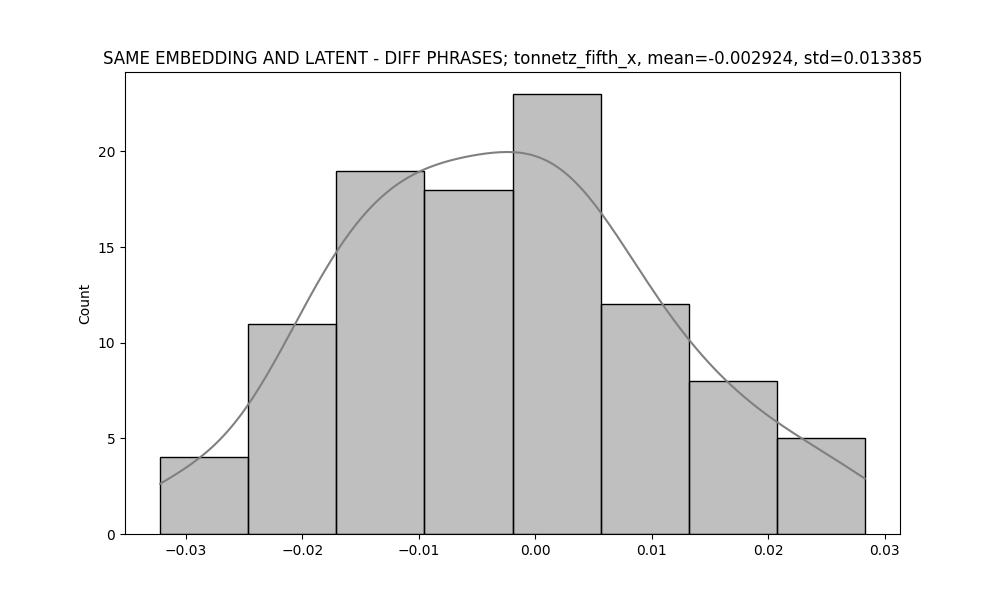 SAME EMBEDDING AND LATENT - DIFF PHRASES; tonnetz_fifth_x, mean=-0.002924, std=0.013385
Count
20
15
10
5
0
−0.03 −0.02 −0.01 0.00 0.01 0.02 0.03